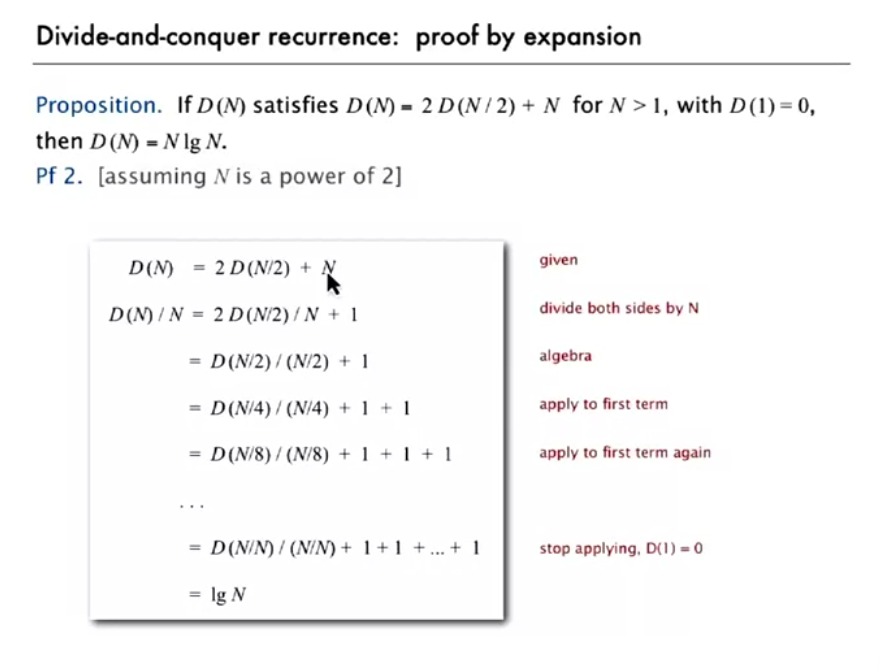 Divide-and-conquer recurrence: proof by expansion
Proposition. If D(N) satisfies D(N) = 2 D(N / 2) + N for N > 1, with D(1) = 0,
then D(N) = N lg N.
Pf 2. [assuming N is a power of 2]
D(N) = 2 D(N/2) + N given
D(N) / N = 2 D(N/2) / N + 1 divide both sides by N
= D(N/2) / (N/2) + 1 algebra
= D(N/4) / (N/4) + 1 + 1 apply to first term
= D(N/8) / (N/8) + 1 + 1 + 1 apply to first term again
. . .
= D(N/N) / (N/N) + 1 + 1 + ... + 1 stop applying, D(1) = 0
= lg N